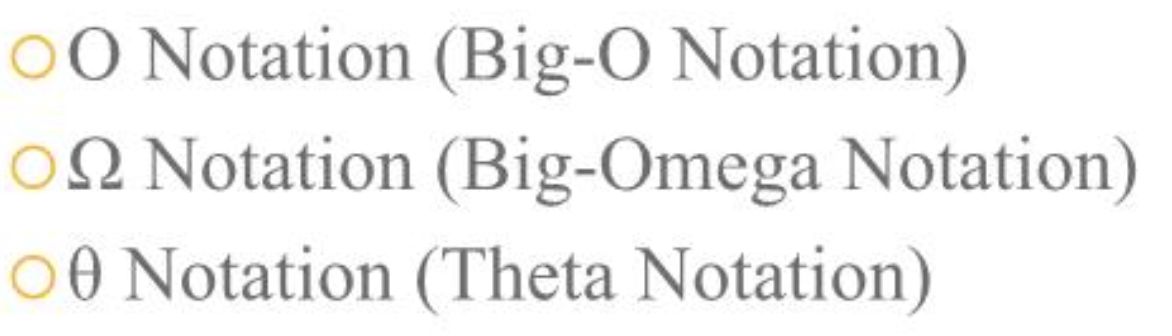 O Notation (Big-O Notation)
Ω Notation (Big-Omega Notation)
θ Notation (Theta Notation)